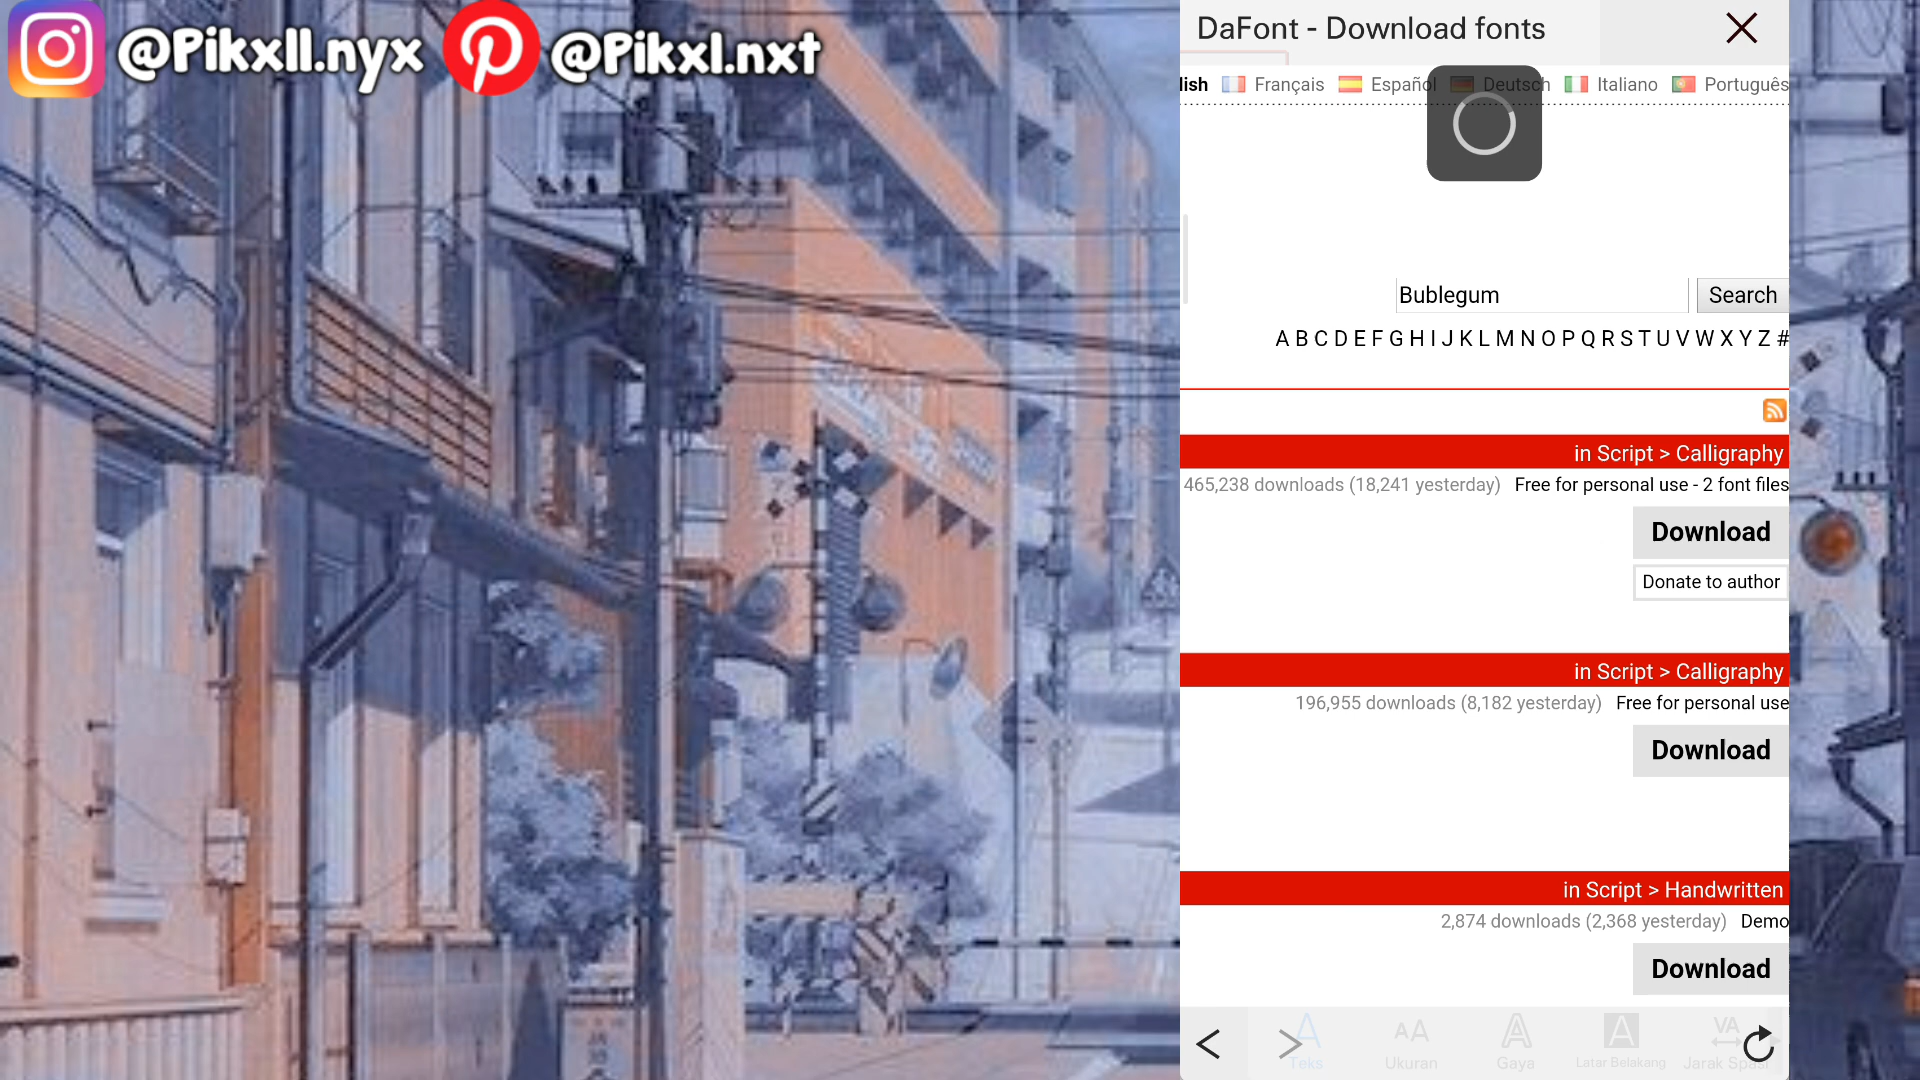 @Pikxll.nyx @Pikxl.nxt
DaFont - Download fonts
lish Français Español Deutsch Italiano Português
Bublegum Search
A B C D E F G H I J K L M N O P Q R S T U V W X Y Z #
in Script > Calligraphy
465,238 downloads (18,241 yesterday) Free for personal use - 2 font files
Download
Donate to author
in Script > Calligraphy
196,955 downloads (8,182 yesterday) Free for personal use
Download
in Script > Handwritten
2,874 downloads (2,368 yesterday) Demo
Download
Teks Ukuran Gaya Latar Belakang Jarak Spasi